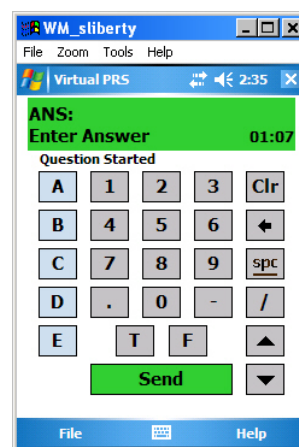 WM_sliberty
File Zoom Tools Help
Virtual PRS 2:35
ANS:
Enter Answer 01:07
Question Started
A 1 2 3 Clr
B 4 5 6
C 7 8 9 spc
D . 0 - /
E T F
Send
File Help